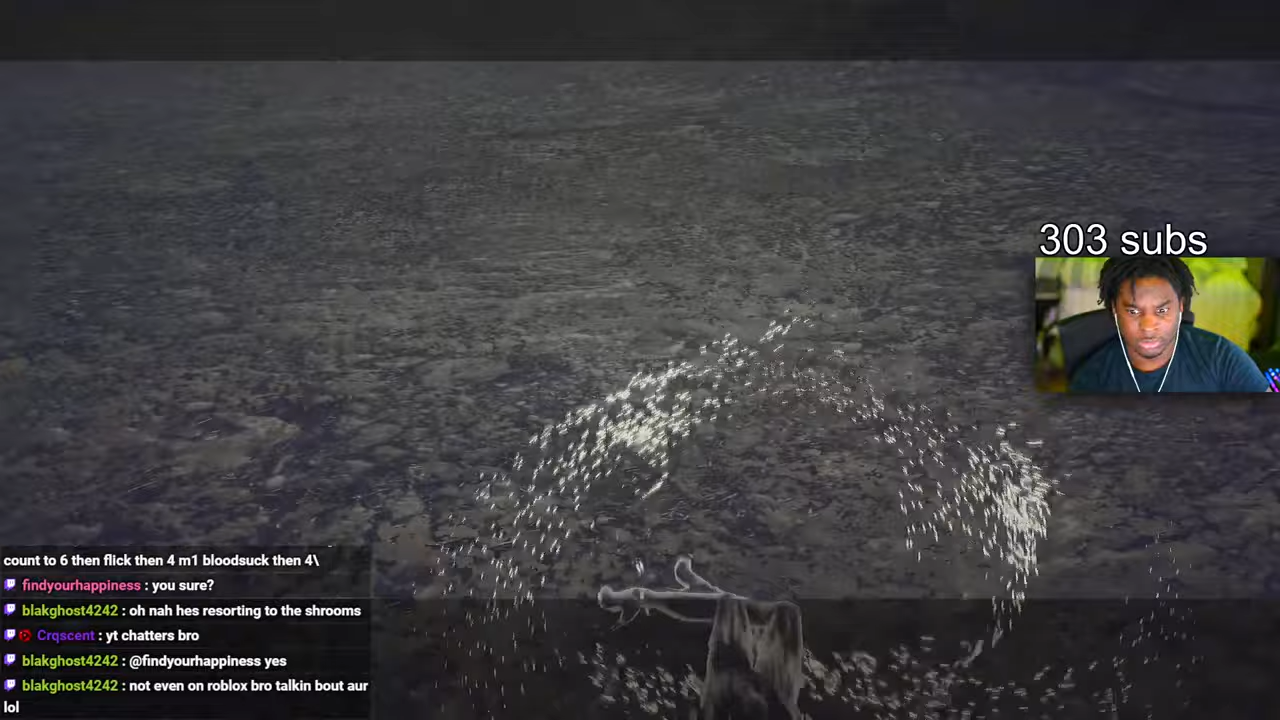 303 subs
count to 6 then flick then 4 m1 bloodsuck then 4\
findyourhappiness : you sure?
blakghost4242 : oh nah hes resorting to the shrooms
Crqscent : yt chatters bro
blakghost4242 : @findyourhappiness yes
blakghost4242 : not even on roblox bro talkin bout aur
lol